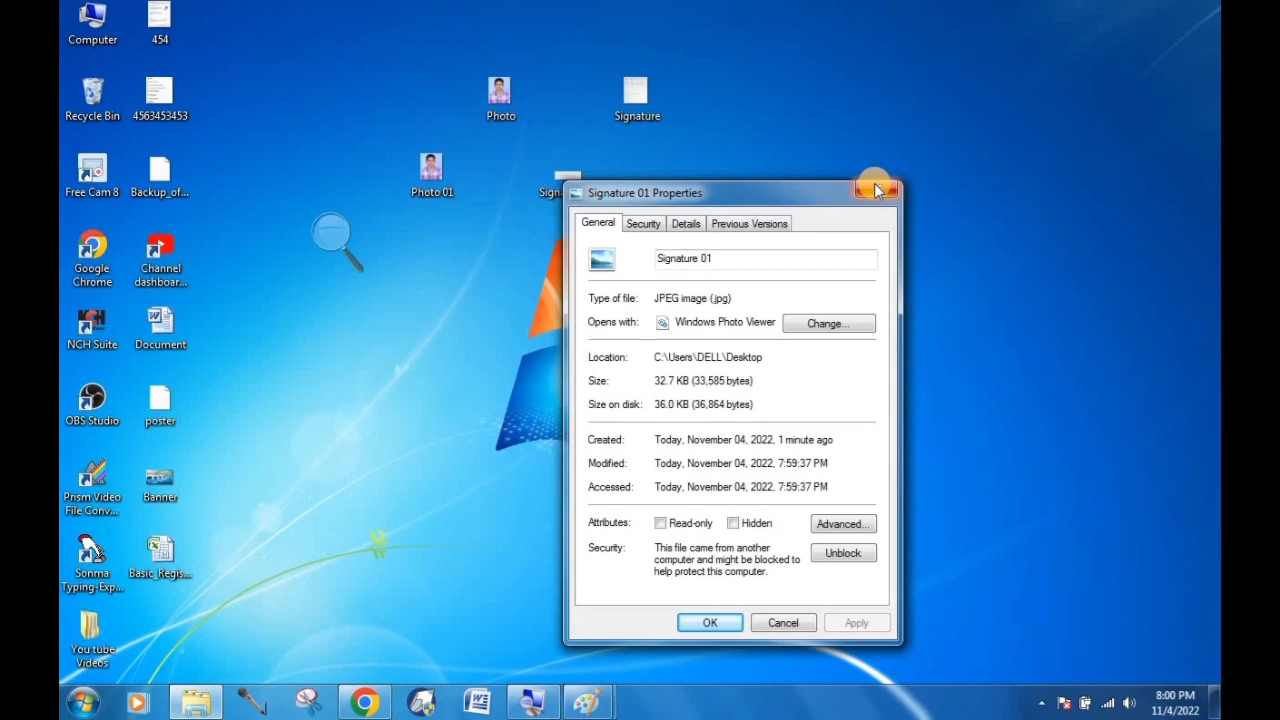 Computer
454
Recycle Bin
4563453453
Free Cam 8
Backup_of...
Google
Chrome
Channel
dashboar...
NCH
NCH Suite
Document
OBS Studio
poster
Prism Video
File Conv...
Banner
Sonma
Typing-Exp...
Basic_Regis...
You tube
Videos
Photo
Signature
Photo 01
Sign
Signature 01 Properties
General
Security
Details
Previous Versions
Signature 01
Type of file:
JPEG image (.jpg)
Opens with:
Windows Photo Viewer
Change...
Location:
C:\Users\DELL\Desktop
Size:
32.7 KB (33,585 bytes)
Size on disk:
36.0 KB (36,864 bytes)
Created:
Today, November 04, 2022, 1 minute ago
Modified:
Today, November 04, 2022, 7:59:37 PM
Accessed:
Today, November 04, 2022, 7:59:37 PM
Attributes:
Read-only
Hidden
Advanced...
Security:
This file came from another
computer and might be blocked to
help protect this computer.
Unblock
OK
Cancel
Apply
8:00 PM
11/4/2022